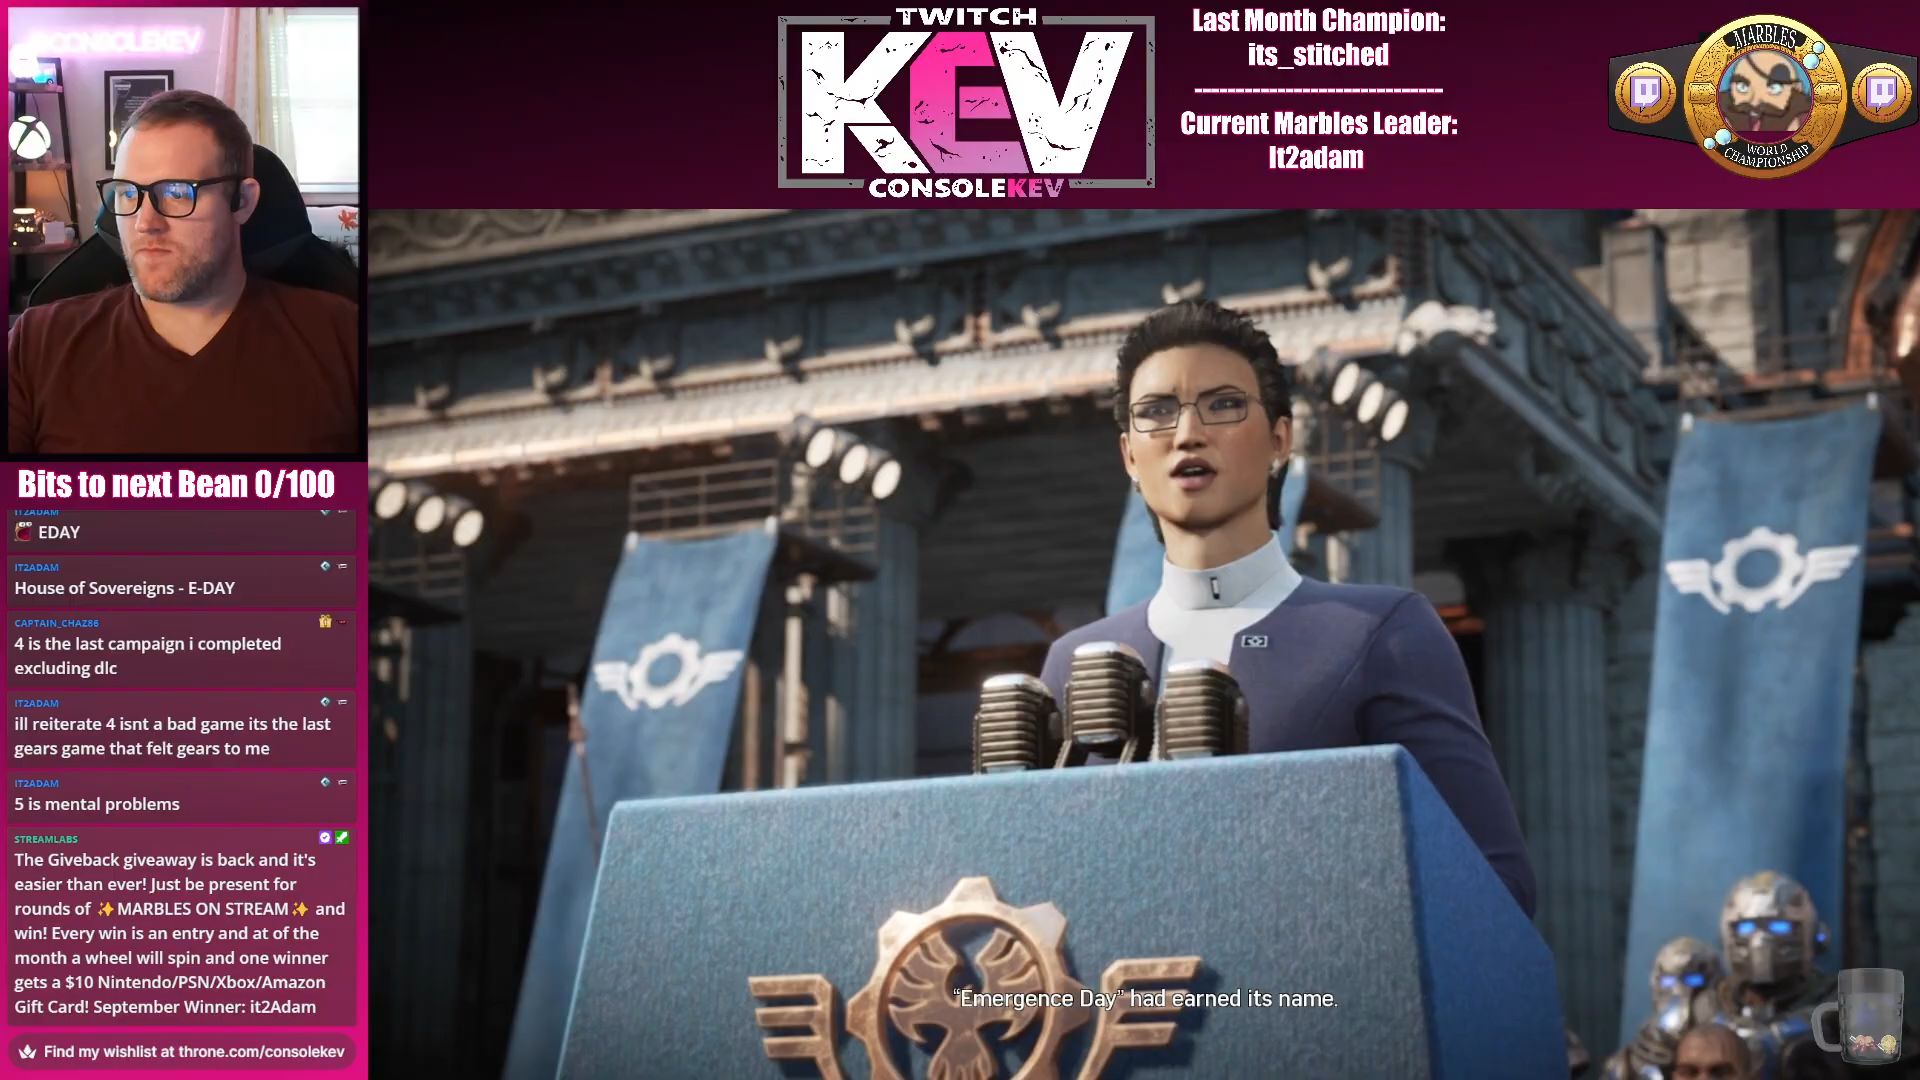 @CONSOLEKEV
TWITCH
KEV
CONSOLEKEV
Last Month Champion:
its_stitched
------------------------------
Current Marbles Leader:
It2adam
MARBLES
WORLD
CHAMPIONSHIP
Bits to next Bean 0/100
IT2ADAM
EDAY
IT2ADAM
House of Sovereigns - E-DAY
CAPTAIN_CHAZ86
4 is the last campaign i completed
excluding dlc
IT2ADAM
ill reiterate 4 isnt a bad game its the last
gears game that felt gears to me
IT2ADAM
5 is mental problems
STREAMLABS
The Giveback giveaway is back and it's
easier than ever! Just be present for
rounds of ✨MARBLES ON STREAM✨ and
win! Every win is an entry and at of the
month a wheel will spin and one winner
gets a $10 Nintendo/PSN/Xbox/Amazon
Gift Card! September Winner: it2Adam
Find my wishlist at throne.com/consolekev
“Emergence Day” had earned its name.